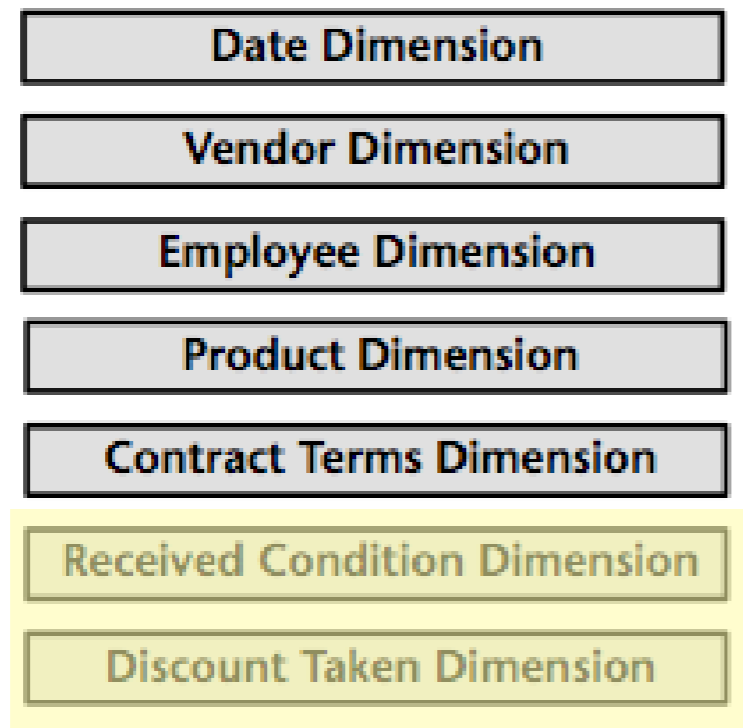 Date Dimension
Vendor Dimension
Employee Dimension
Product Dimension
Contract Terms Dimension
Received Condition Dimension
Discount Taken Dimension